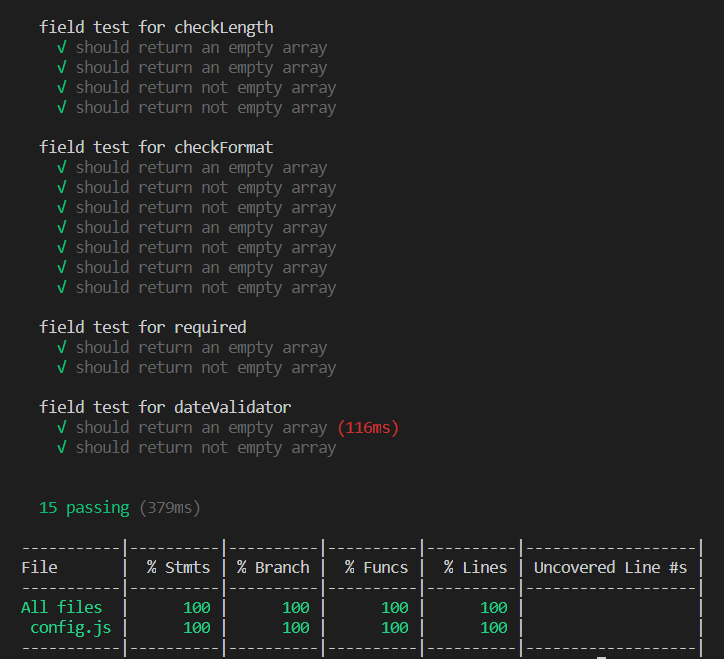 field test for checkLength
√ should return an empty array
√ should return an empty array
√ should return not empty array
√ should return not empty array
field test for checkFormat
√ should return an empty array
√ should return not empty array
√ should return not empty array
√ should return an empty array
√ should return not empty array
√ should return an empty array
√ should return not empty array
field test for required
√ should return an empty array
√ should return not empty array
field test for dateValidator
√ should return an empty array (116ms)
√ should return not empty array
15 passing (379ms)
-----------|----------|----------|----------|----------|-------------------|
File | % Stmts | % Branch | % Funcs | % Lines | Uncovered Line #s |
-----------|----------|----------|----------|----------|-------------------|
All files | 100 | 100 | 100 | 100 | |
config.js | 100 | 100 | 100 | 100 | |
-----------|----------|----------|----------|----------|-------------------|